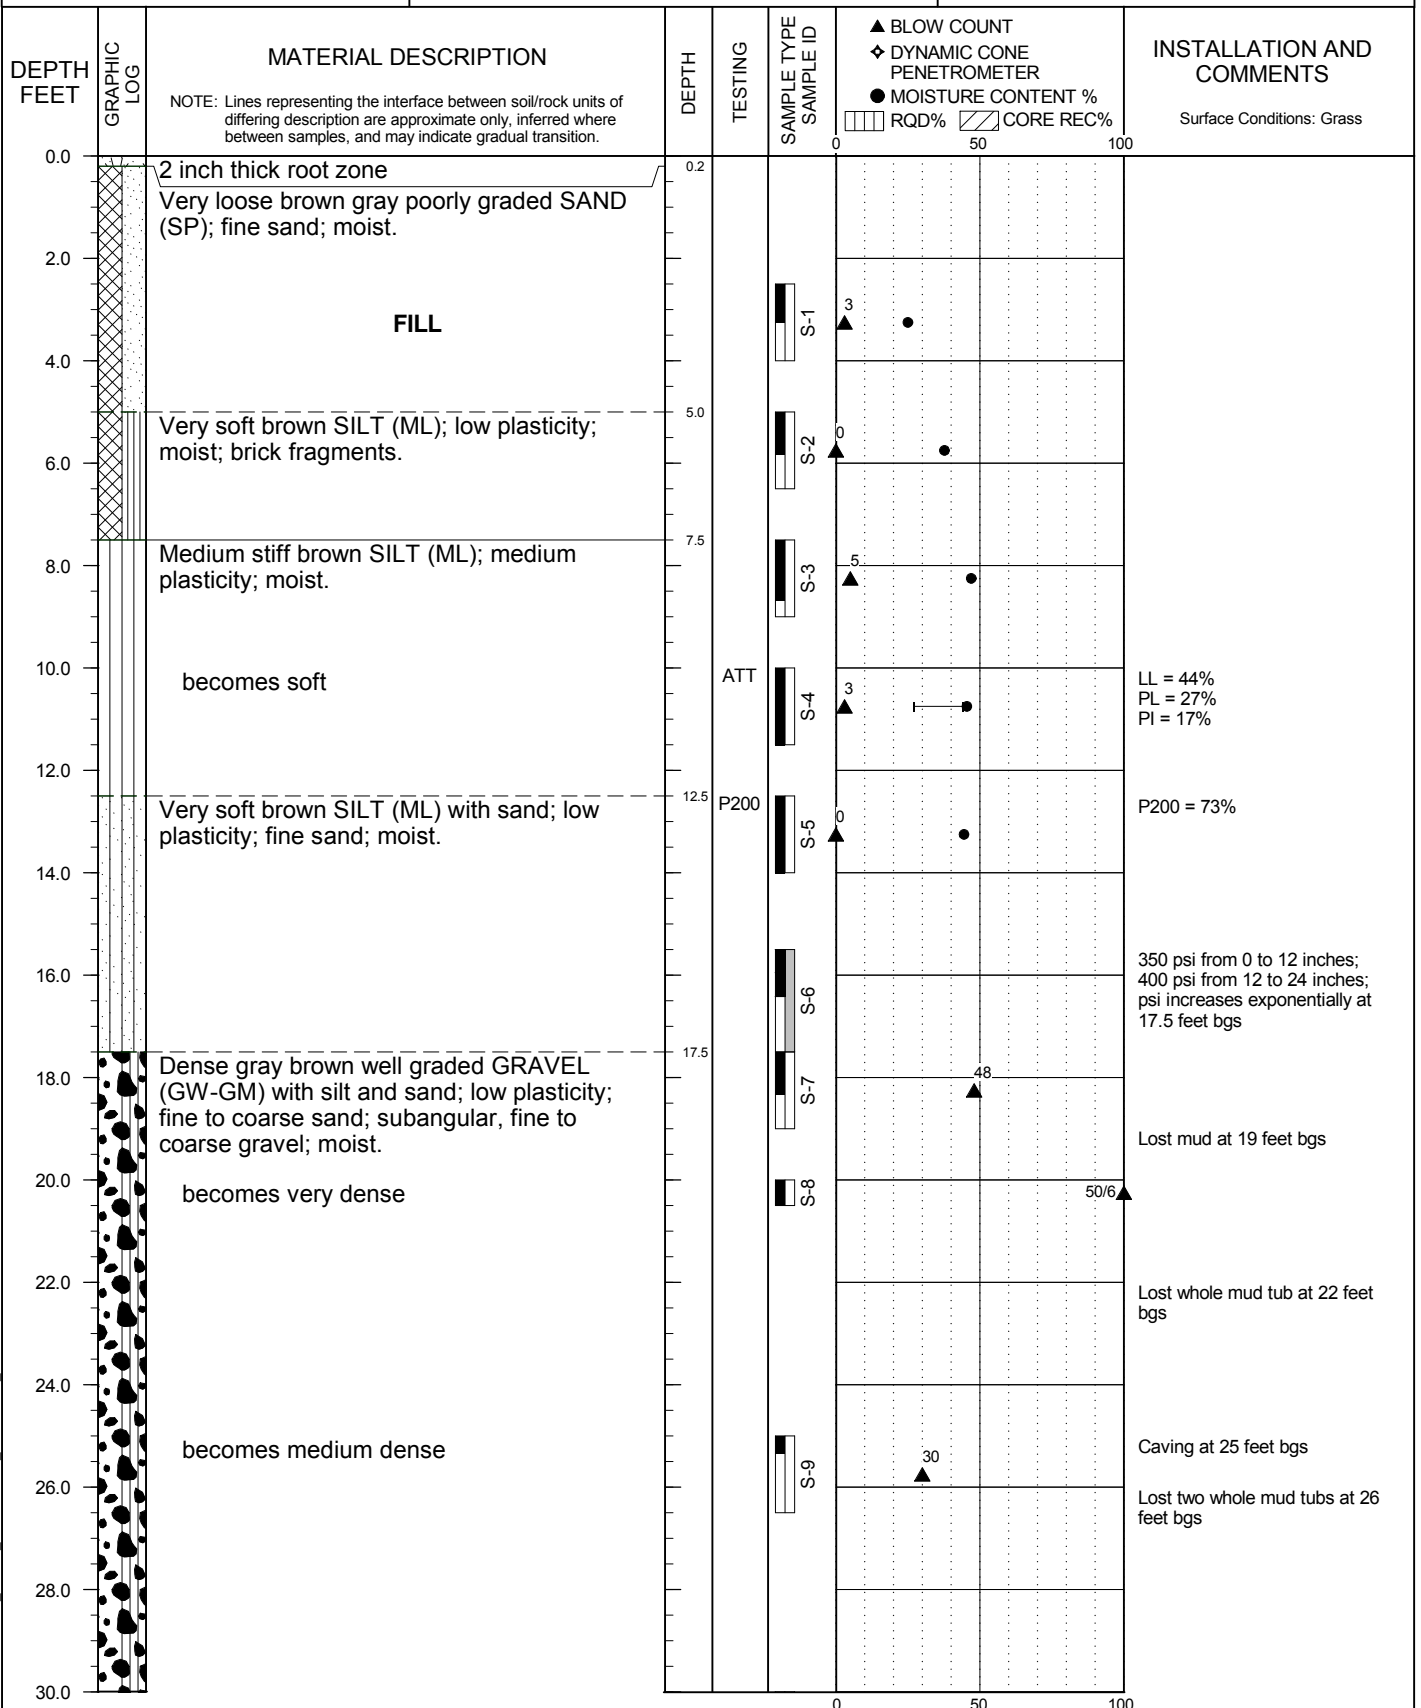 DEPTH
FEET
GRAPHIC
LOG
MATERIAL DESCRIPTION
NOTE: Lines representing the interface between soil/rock units of
differing description are approximate only, inferred where
between samples, and may indicate gradual transition.
DEPTH
TESTING
SAMPLE TYPE
SAMPLE ID
BLOW COUNT
DYNAMIC CONE
PENETROMETER
MOISTURE CONTENT %
RQD% CORE REC%
0 50 100
INSTALLATION AND
COMMENTS
Surface Conditions: Grass
0.0
2 inch thick root zone
0.2
Very loose brown gray poorly graded SAND
(SP); fine sand; moist.
2.0
FILL
S-1
3
4.0
5.0
Very soft brown SILT (ML); low plasticity;
moist; brick fragments.
S-2
0
6.0
7.5
Medium stiff brown SILT (ML); medium
plasticity; moist.
8.0
S-3
5
10.0
becomes soft
ATT
S-4
3
LL = 44%
PL = 27%
PI = 17%
12.0
12.5
Very soft brown SILT (ML) with sand; low
plasticity; fine sand; moist.
P200
S-5
0
P200 = 73%
14.0
16.0
S-6
350 psi from 0 to 12 inches;
400 psi from 12 to 24 inches;
psi increases exponentially at
17.5 feet bgs
17.5
Dense gray brown well graded GRAVEL
(GW-GM) with silt and sand; low plasticity;
fine to coarse sand; subangular, fine to
coarse gravel; moist.
18.0
S-7
48
Lost mud at 19 feet bgs
20.0
becomes very dense
S-8
50/6
22.0
Lost whole mud tub at 22 feet
bgs
24.0
becomes medium dense
S-9
30
Caving at 25 feet bgs
26.0
Lost two whole mud tubs at 26
feet bgs
28.0
30.0
0 50 100